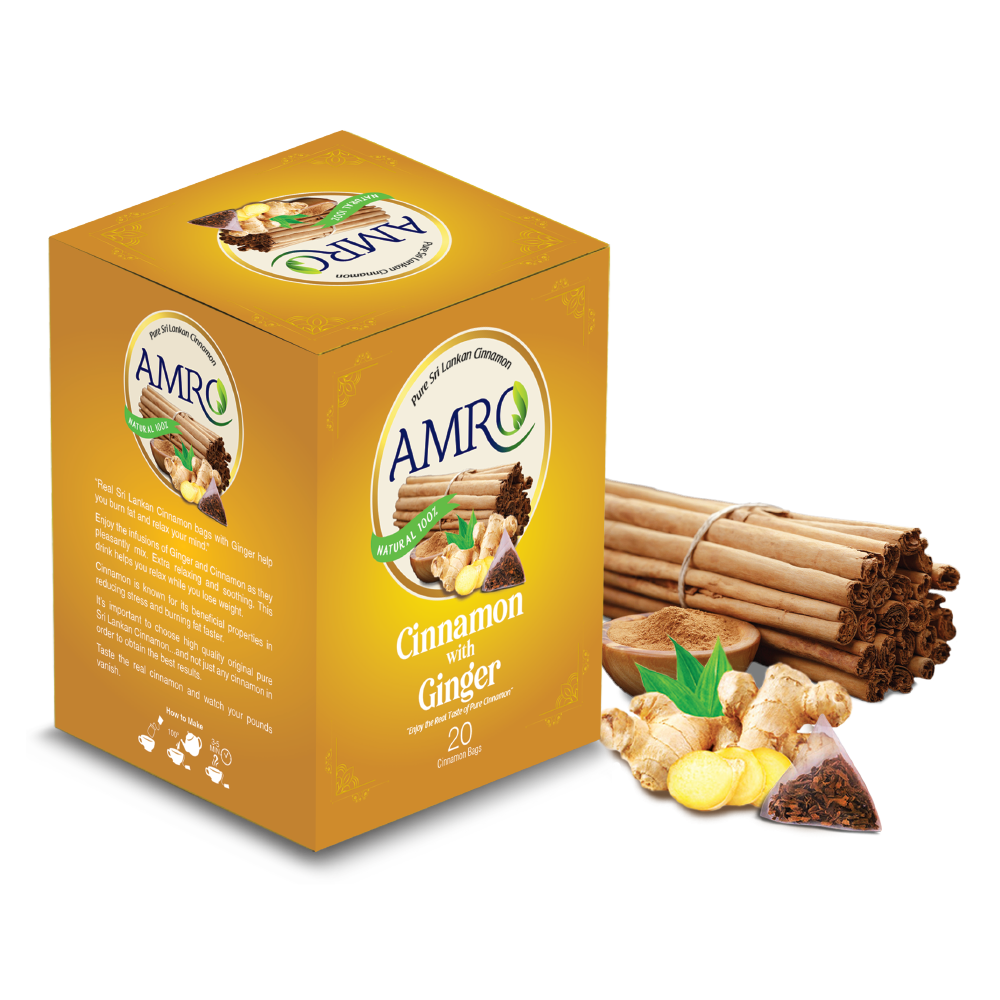 NATURAL 100%
AMRO
Pure Sri Lankan Cinnamon
Pure Sri Lankan Cinnamon
AMRO
NATURAL 100%
"Real Sri Lankan Cinnamon bags with Ginger help
you burn fat and relax your mind."
Enjoy the infusions of Ginger and Cinnamon as they
pleasantly mix. Extra relaxing and soothing. This
drink helps you relax while you lose weight.
Cinnamon is known for its beneficial properties in
reducing stress and burning fat faster.
It's important to choose high quality original pure
Sri Lankan Cinnamon...and not just any cinnamon in
order to obtain the best results.
Taste the real cinnamon and watch your pounds
vanish.
How to Make
100°
3-5
MIN
Pure Sri Lankan Cinnamon
AMRO
NATURAL 100%
Cinnamon
with
Ginger
"Enjoy the Real Taste of Pure Cinnamon"
20
Cinnamon Bags